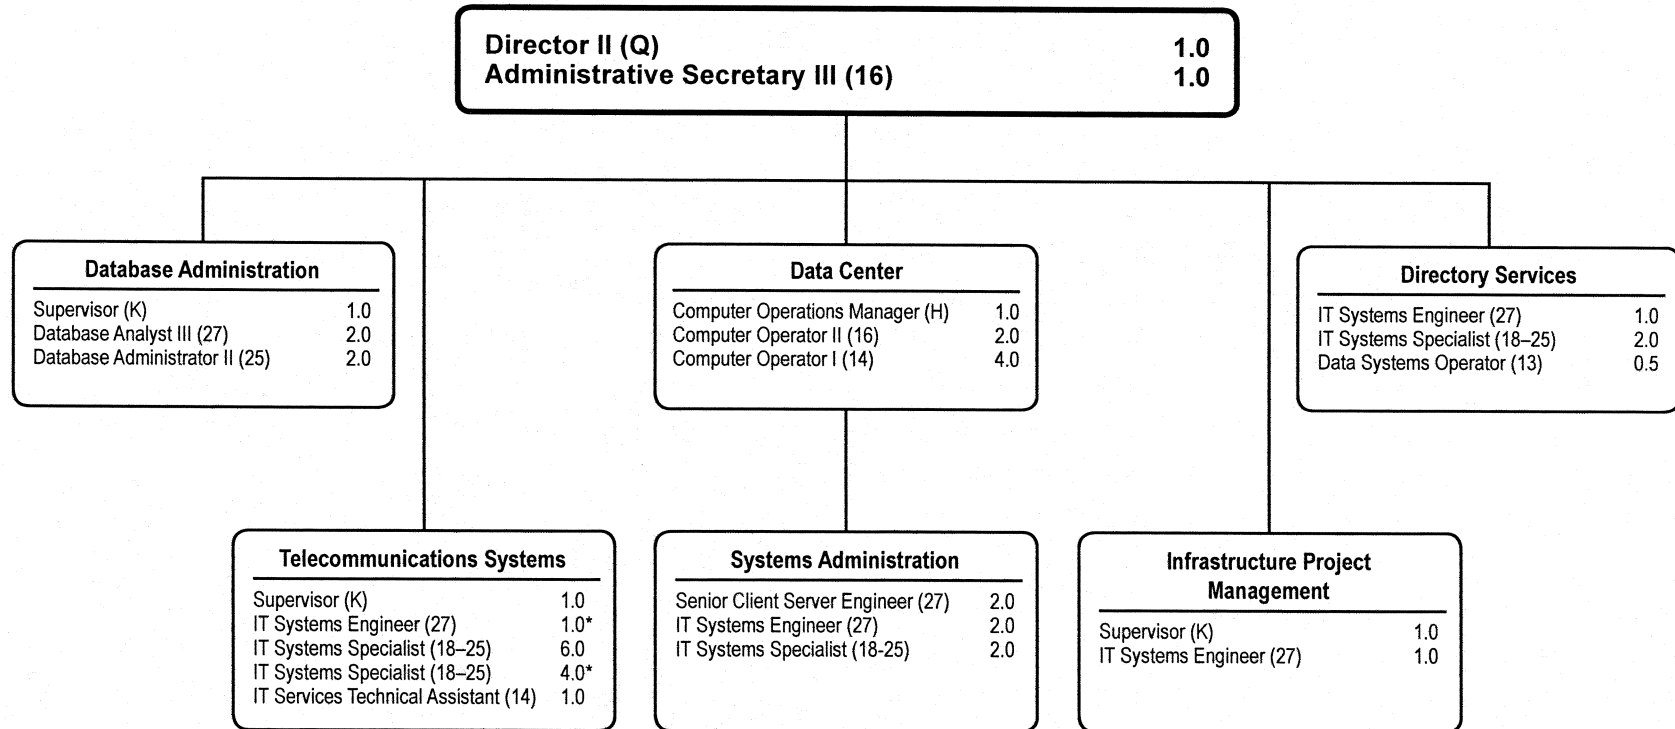 Director II (Q) 1.0
Administrative Secretary III (16) 1.0
Database Administration
Supervisor (K) 1.0
Database Analyst III (27) 2.0
Database Administrator II (25) 2.0
Data Center
Computer Operations Manager (H) 1.0
Computer Operator II (16) 2.0
Computer Operator I (14) 4.0
Directory Services
IT Systems Engineer (27) 1.0
IT Systems Specialist (18–25) 2.0
Data Systems Operator (13) 0.5
Telecommunications Systems
Supervisor (K) 1.0
IT Systems Engineer (27) 1.0*
IT Systems Specialist (18–25) 6.0
IT Systems Specialist (18–25) 4.0*
IT Services Technical Assistant (14) 1.0
Systems Administration
Senior Client Server Engineer (27) 2.0
IT Systems Engineer (27) 2.0
IT Systems Specialist (18-25) 2.0
Infrastructure Project
Management
Supervisor (K) 1.0
IT Systems Engineer (27) 1.0